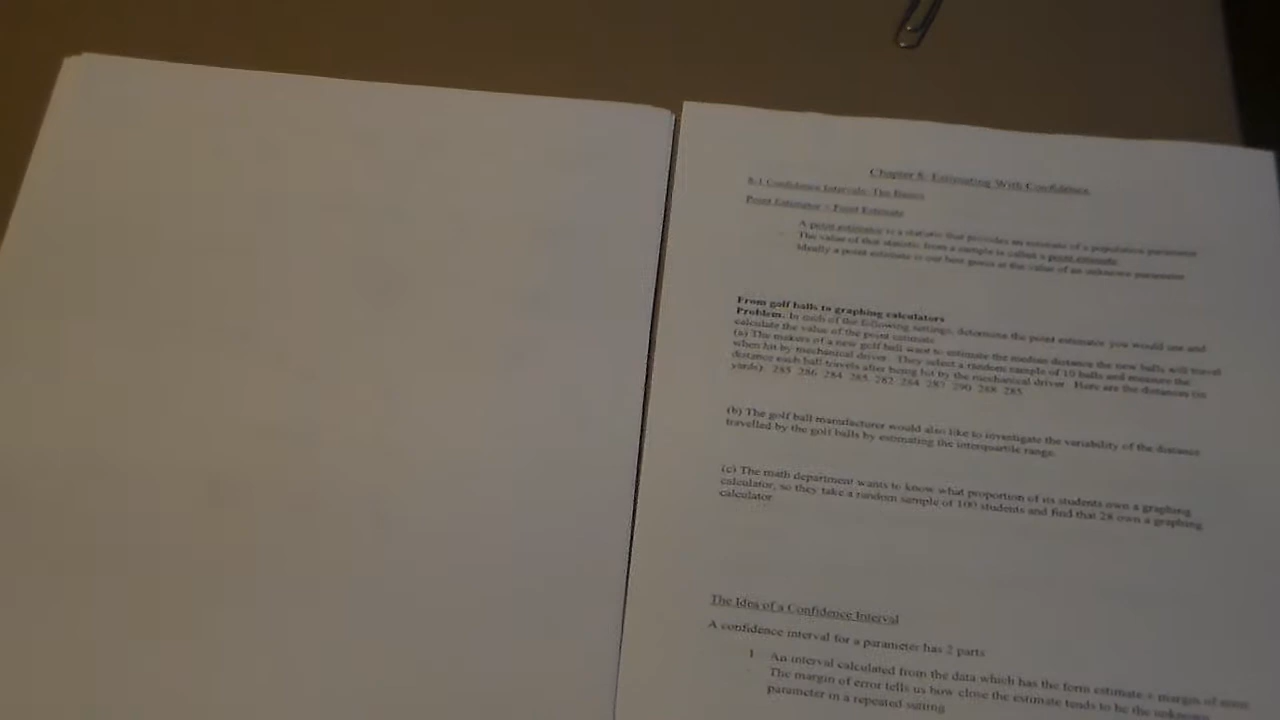 Chapter 8: Estimating With Confidence
8-1 Confidence Intervals: The Basics
Point Estimator + Point Estimate
A point estimator is a statistic that provides an estimate of a population parameter.
The value of that statistic from a sample is called a point estimate.
Ideally a point estimate is our best guess at the value of an unknown parameter.
From golf balls to graphing calculators
Problem: In each of the following settings, determine the point estimator you would use and
calculate the value of the point estimate.
(a) The makers of a new golf ball want to estimate the median distance the new balls will travel
when hit by mechanical driver. They select a random sample of 10 balls and measure the
distance each ball travels after being hit by the mechanical driver. Here are the distances (in
yards): 285 286 284 285 282 284 287 290 288 285
(b) The golf ball manufacturer would also like to investigate the variability of the distance
travelled by the golf balls by estimating the interquartile range.
(c) The math department wants to know what proportion of its students own a graphing
calculator, so they take a random sample of 100 students and find that 28 own a graphing
calculator.
The Idea of a Confidence Interval
A confidence interval for a parameter has 2 parts
1 An interval calculated from the data which has the form estimate ± margin of error
The margin of error tells us how close the estimate tends to be the
parameter in a repeated